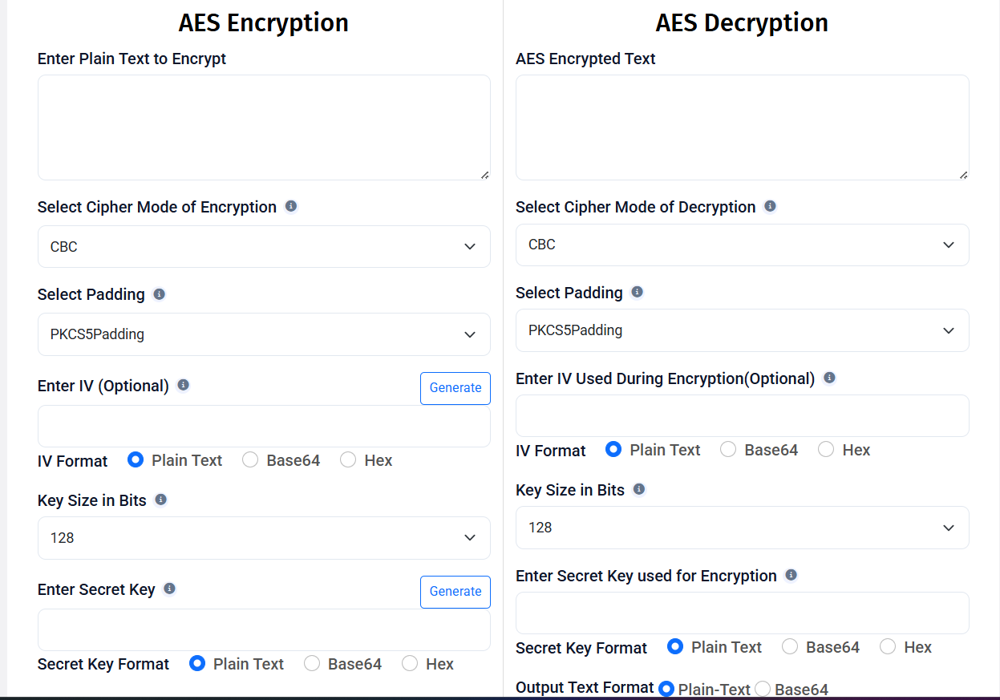 AES Encryption
Enter Plain Text to Encrypt
Select Cipher Mode of Encryption
CBC
Select Padding
PKCS5Padding
Enter IV (Optional)
Generate
IV Format Plain Text Base64 Hex
Key Size in Bits
128
Enter Secret Key
Generate
Secret Key Format Plain Text Base64 Hex
AES Decryption
AES Encrypted Text
Select Cipher Mode of Decryption
CBC
Select Padding
PKCS5Padding
Enter IV Used During Encryption(Optional)
IV Format Plain Text Base64 Hex
Key Size in Bits
128
Enter Secret Key used for Encryption
Secret Key Format Plain Text Base64 Hex
Output Text Format Plain-Text Base64